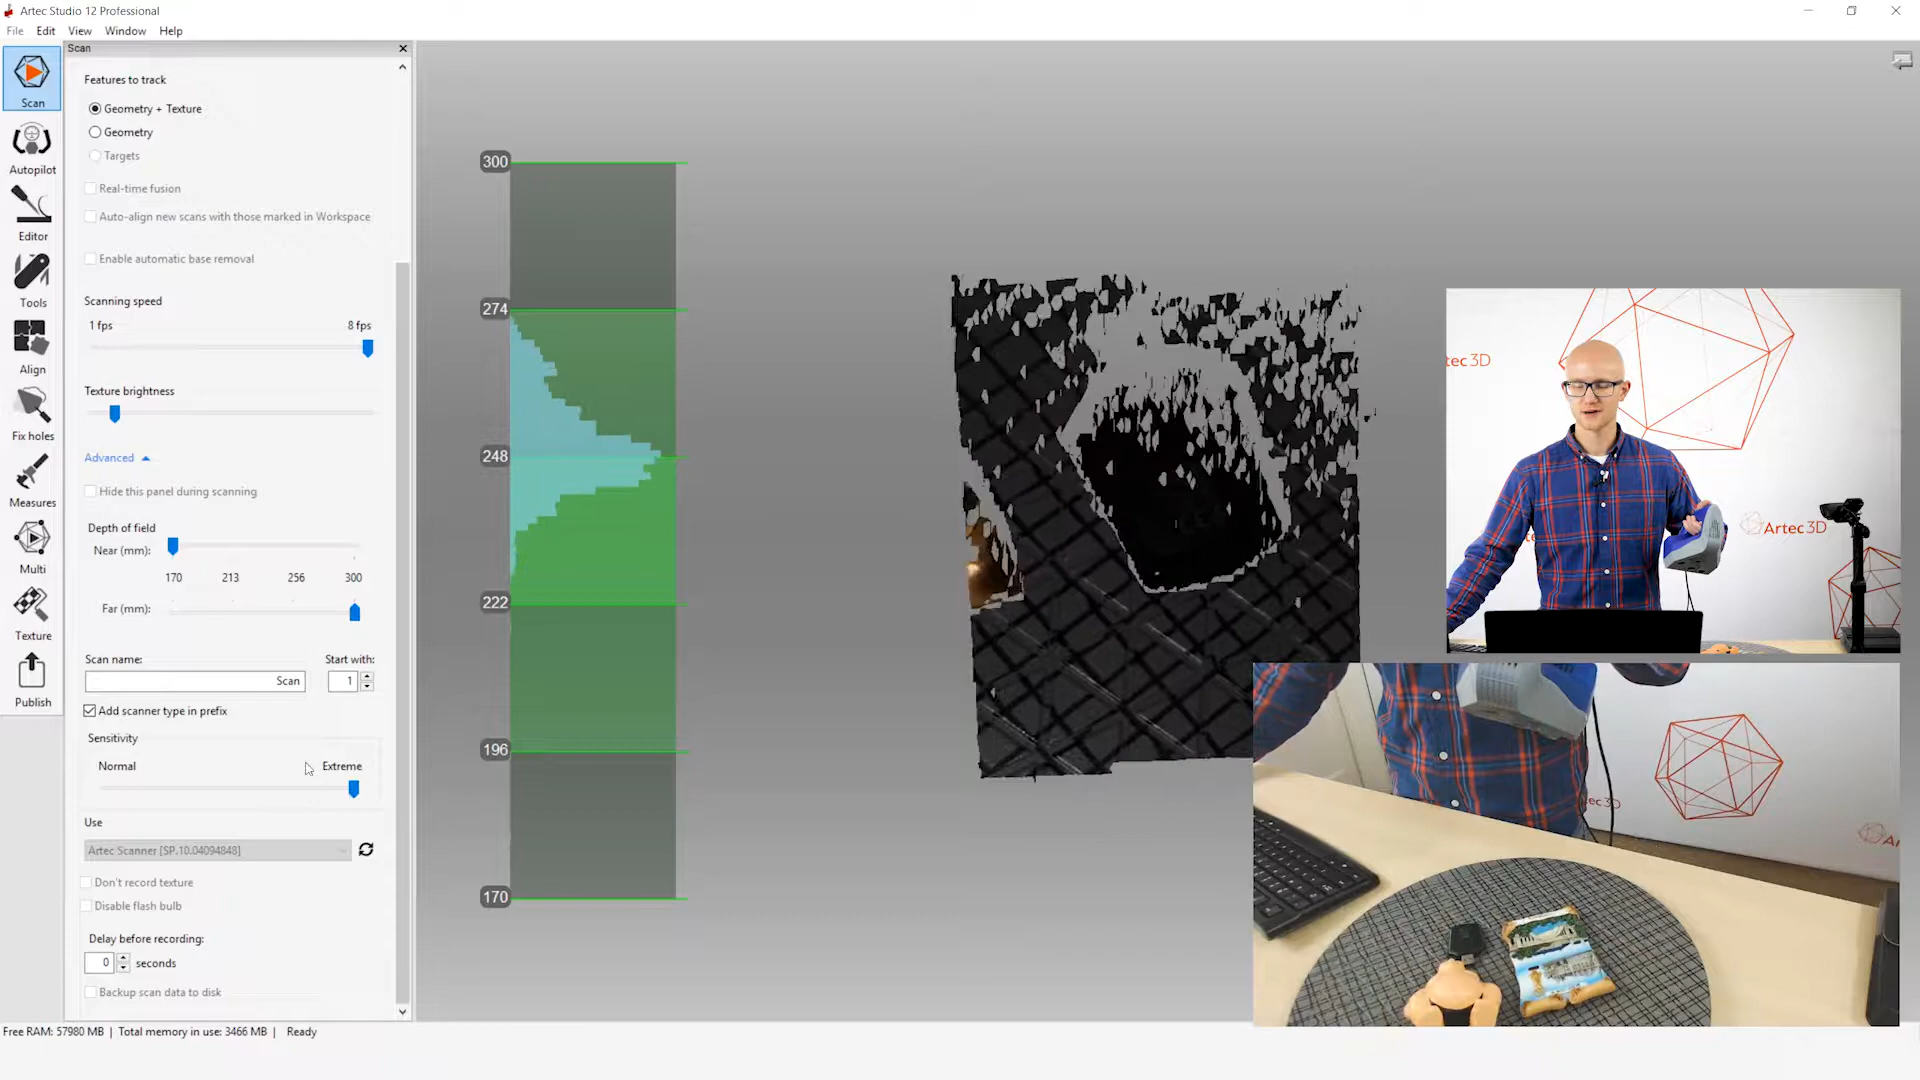 Artec Studio 12 Professional
File Edit View Window Help
Scan
Scan
Autopilot
Editor
Tools
Align
Fix holes
Measures
Multi
Texture
Publish
Features to track
Geometry + Texture
Geometry
Targets
Real-time fusion
Auto-align new scans with those marked in Workspace
Enable automatic base removal
Scanning speed
1 fps 8 fps
Texture brightness
Advanced
Hide this panel during scanning
Depth of field
Near (mm):
170 213 256 300
Far (mm):
Scan name: Start with:
Scan 1
Add scanner type in prefix
Sensitivity
Normal Extreme
Use
Artec Scanner [SP.10.04094848]
Don't record texture
Disable flash bulb
Delay before recording:
0 seconds
Backup scan data to disk
300
274
248
222
196
170
tec 3D
Artec 3D
Free RAM: 57980 MB | Total memory in use: 3466 MB | Ready